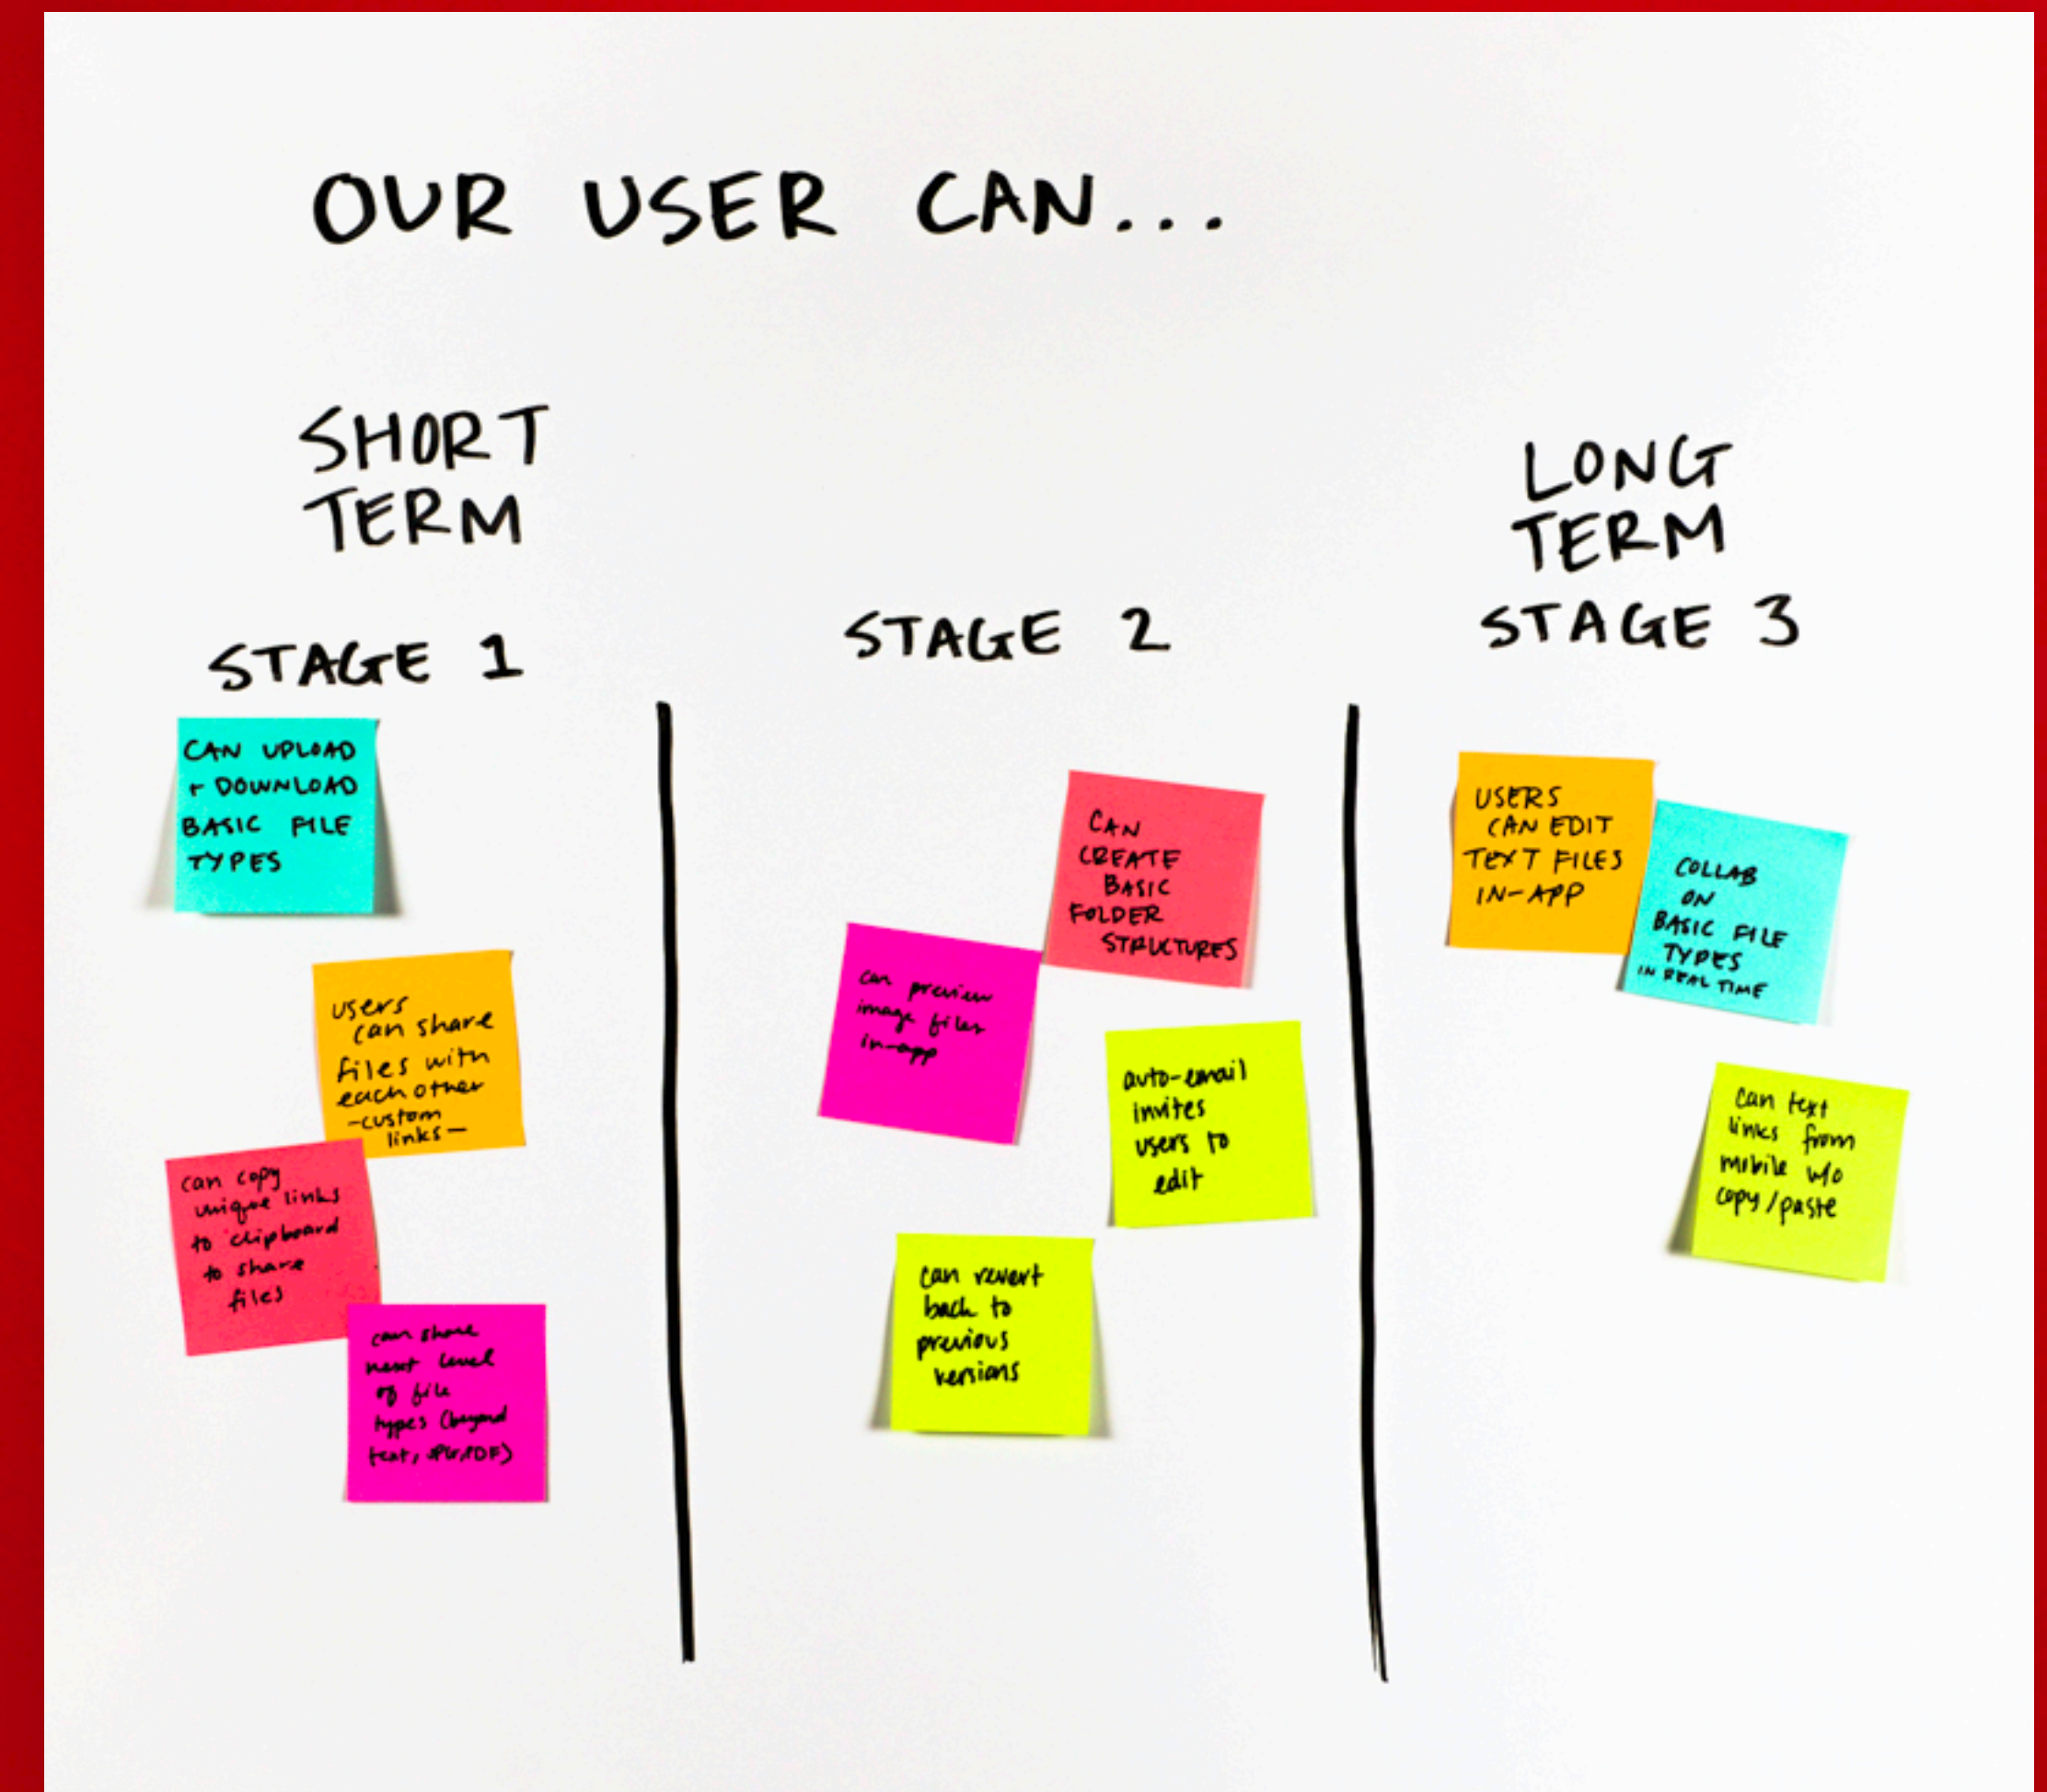 OUR USER CAN...
SHORT
TERM
STAGE 1
CAN UPLOAD
+ DOWNLOAD
BASIC FILE
TYPES
users
can share
files with
each other
-custom
links-
can copy
unique links
to clipboard
to share
files
can share
next level
of file
types (beyond
text, JPG, PDF)
STAGE 2
CAN
CREATE
BASIC
FOLDER
STRUCTURES
can preview
image files
in-app
auto-email
invites
users to
edit
can revert
back to
previous
versions
LONG
TERM
STAGE 3
USERS
CAN EDIT
TEXT FILES
IN-APP
COLLAB
ON
BASIC FILE
TYPES
IN REAL TIME
can text
links from
mobile w/o
copy/paste